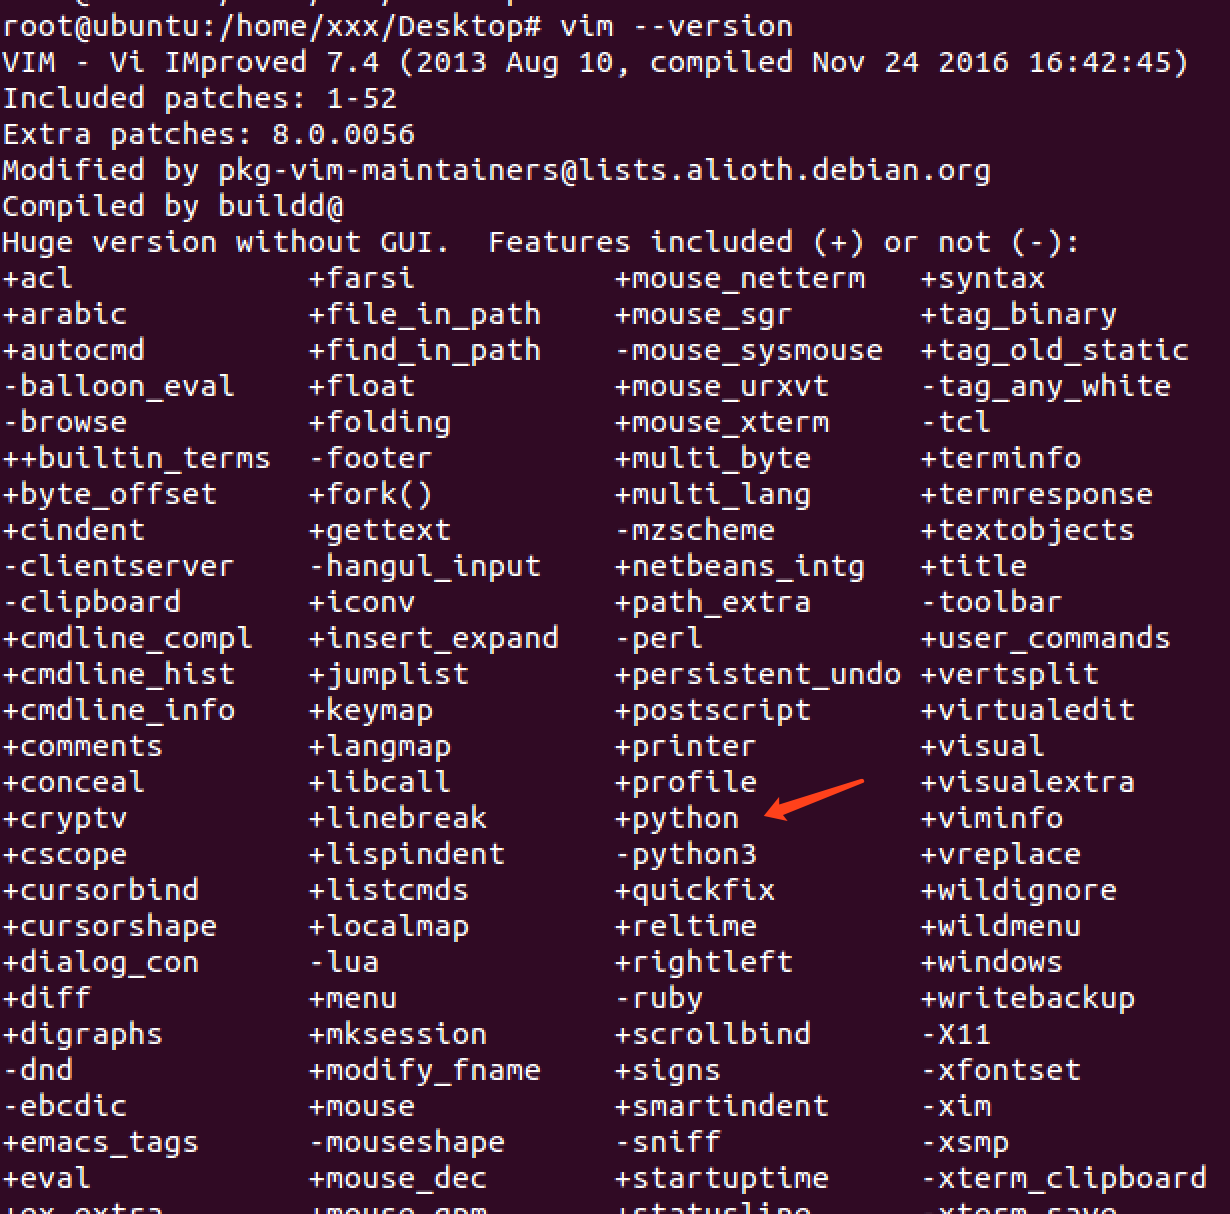 root@ubuntu:/home/xxx/Desktop# vim --version
VIM - Vi IMproved 7.4 (2013 Aug 10, compiled Nov 24 2016 16:42:45)
Included patches: 1-52
Extra patches: 8.0.0056
Modified by pkg-vim-maintainers@lists.alioth.debian.org
Compiled by buildd@
Huge version without GUI.  Features included (+) or not (-):
+acl +farsi +mouse_netterm +syntax
+arabic +file_in_path +mouse_sgr +tag_binary
+autocmd +find_in_path -mouse_sysmouse +tag_old_static
-balloon_eval +float +mouse_urxvt -tag_any_white
-browse +folding +mouse_xterm -tcl
++builtin_terms -footer +multi_byte +terminfo
+byte_offset +fork() +multi_lang +termresponse
+cindent +gettext -mzscheme +textobjects
-clientserver -hangul_input +netbeans_intg +title
-clipboard +iconv +path_extra -toolbar
+cmdline_compl +insert_expand -perl +user_commands
+cmdline_hist +jumplist +persistent_undo +vertsplit
+cmdline_info +keymap +postscript +virtualedit
+comments +langmap +printer +visual
+conceal +libcall +profile +visualextra
+cryptv +linebreak +python +viminfo
+cscope +lispindent -python3 +vreplace
+cursorbind +listcmds +quickfix +wildignore
+cursorshape +localmap +reltime +wildmenu
+dialog_con -lua +rightleft +windows
+diff +menu -ruby +writebackup
+digraphs +mksession +scrollbind -X11
-dnd +modify_fname +signs -xfontset
-ebcdic +mouse +smartindent -xim
+emacs_tags -mouseshape -sniff -xsmp
+eval +mouse_dec +startuptime -xterm_clipboard
+ex_extra +mouse_gpm +statusline -xterm_save